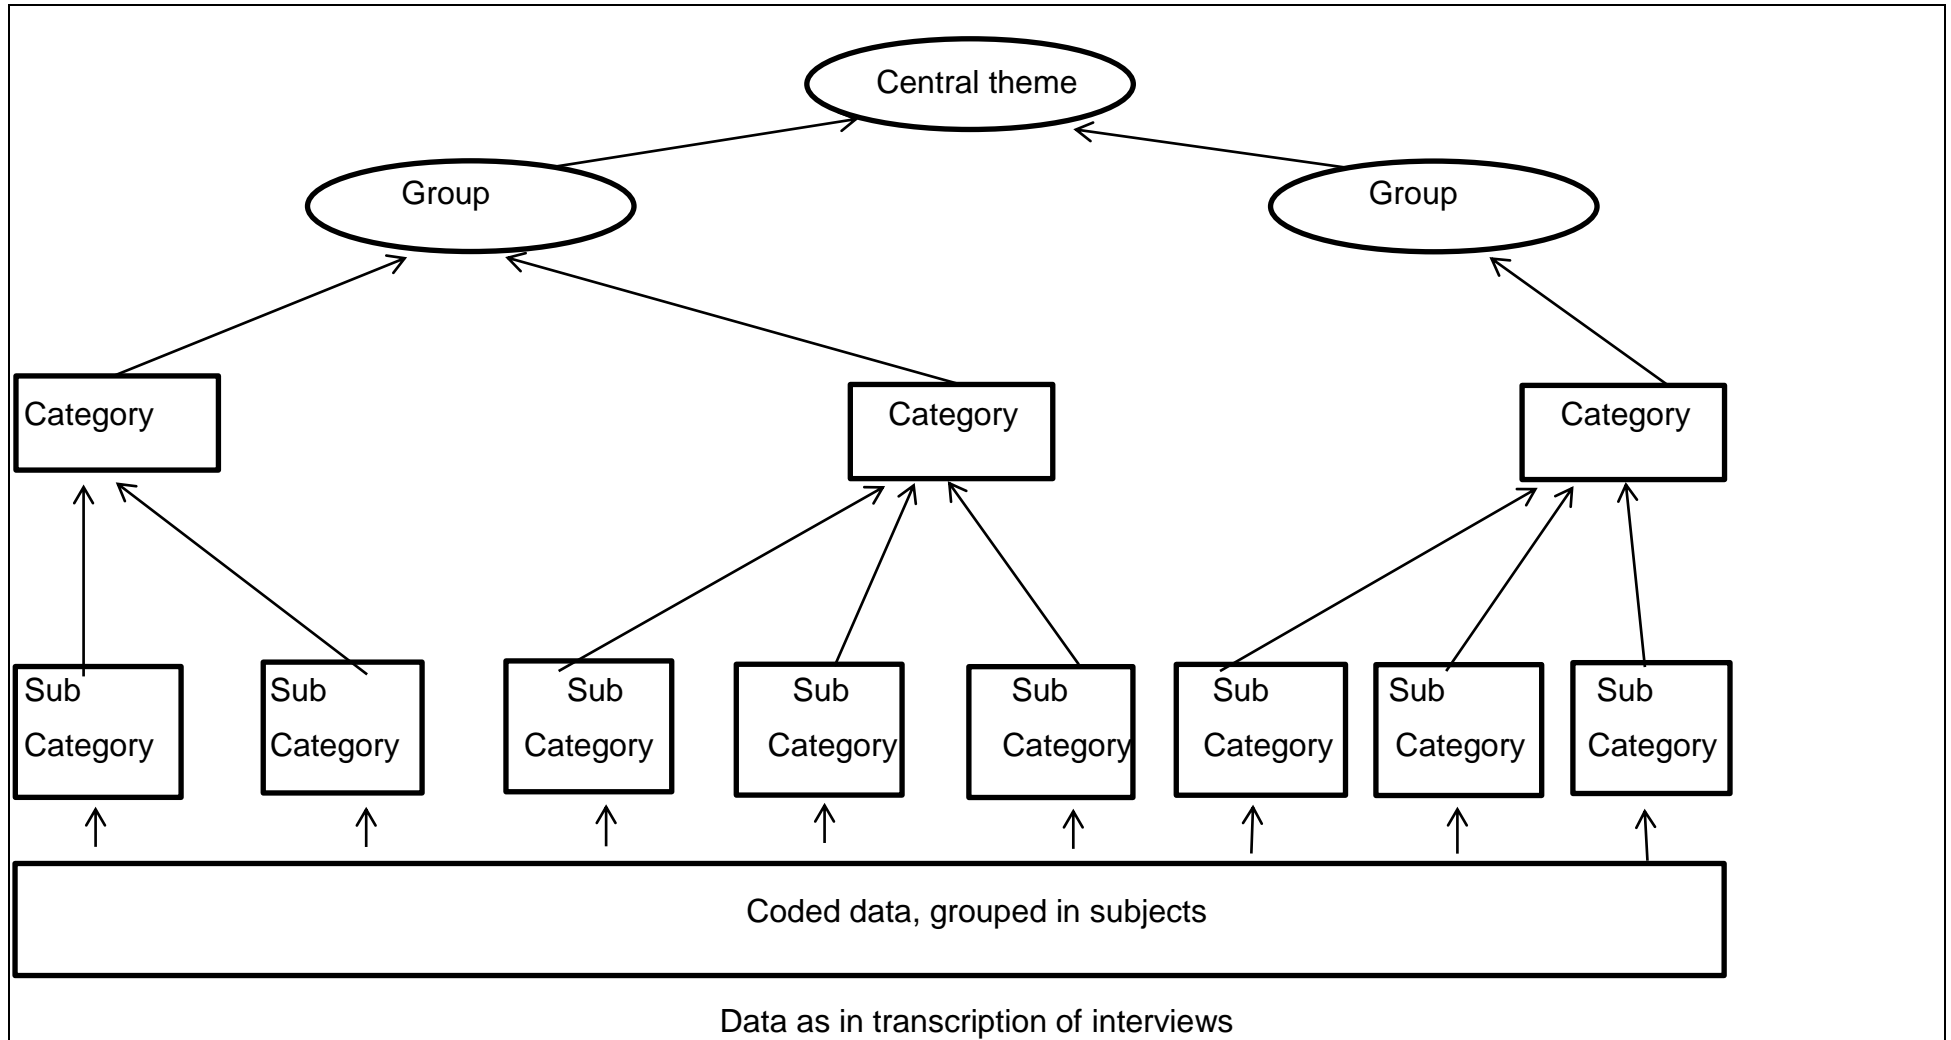 Central theme
Group
Group
Category
Category
Category
Sub
Category
Sub
Category
Sub
Category
Sub
Category
Sub
Category
Sub
Category
Sub
Category
Sub
Category
Coded data, grouped in subjects
Data as in transcription of interviews